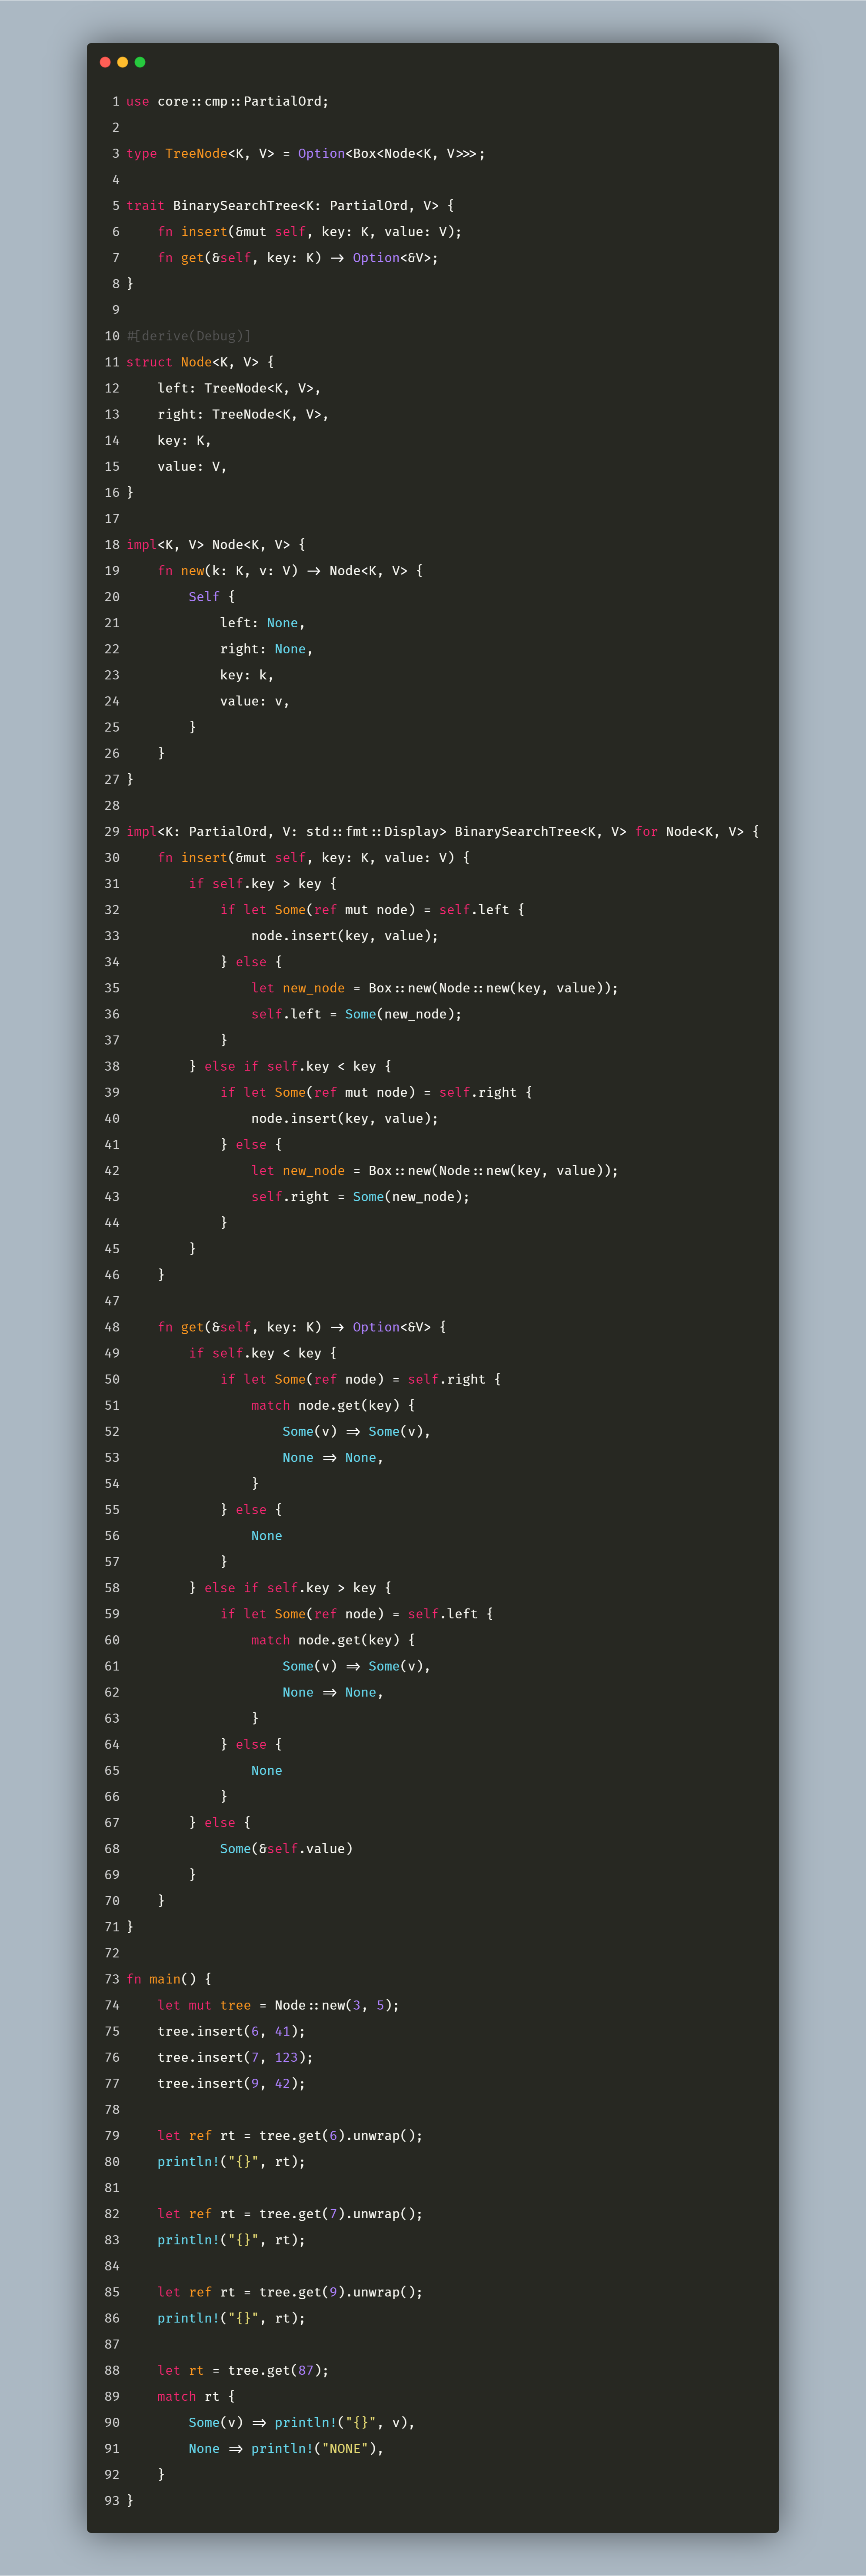 1 use core::cmp::PartialOrd;
2
3 type TreeNode<K, V> = Option<Box<Node<K, V>>>;
4
5 trait BinarySearchTree<K: PartialOrd, V> {
6     fn insert(&mut self, key: K, value: V);
7     fn get(&self, key: K) -> Option<&V>;
8 }
9
10 #[derive(Debug)]
11 struct Node<K, V> {
12     left: TreeNode<K, V>,
13     right: TreeNode<K, V>,
14     key: K,
15     value: V,
16 }
17
18 impl<K, V> Node<K, V> {
19     fn new(k: K, v: V) -> Node<K, V> {
20         Self {
21             left: None,
22             right: None,
23             key: k,
24             value: v,
25         }
26     }
27 }
28
29 impl<K: PartialOrd, V: std::fmt::Display> BinarySearchTree<K, V> for Node<K, V> {
30     fn insert(&mut self, key: K, value: V) {
31         if self.key > key {
32             if let Some(ref mut node) = self.left {
33                 node.insert(key, value);
34             } else {
35                 let new_node = Box::new(Node::new(key, value));
36                 self.left = Some(new_node);
37             }
38         } else if self.key < key {
39             if let Some(ref mut node) = self.right {
40                 node.insert(key, value);
41             } else {
42                 let new_node = Box::new(Node::new(key, value));
43                 self.right = Some(new_node);
44             }
45         }
46     }
47
48     fn get(&self, key: K) -> Option<&V> {
49         if self.key < key {
50             if let Some(ref node) = self.right {
51                 match node.get(key) {
52                     Some(v) => Some(v),
53                     None => None,
54                 }
55             } else {
56                 None
57             }
58         } else if self.key > key {
59             if let Some(ref node) = self.left {
60                 match node.get(key) {
61                     Some(v) => Some(v),
62                     None => None,
63                 }
64             } else {
65                 None
66             }
67         } else {
68             Some(&self.value)
69         }
70     }
71 }
72
73 fn main() {
74     let mut tree = Node::new(3, 5);
75     tree.insert(6, 41);
76     tree.insert(7, 123);
77     tree.insert(9, 42);
78
79     let ref rt = tree.get(6).unwrap();
80     println!("{}", rt);
81
82     let ref rt = tree.get(7).unwrap();
83     println!("{}", rt);
84
85     let ref rt = tree.get(9).unwrap();
86     println!("{}", rt);
87
88     let rt = tree.get(87);
89     match rt {
90         Some(v) => println!("{}", v),
91         None => println!("NONE"),
92     }
93 }